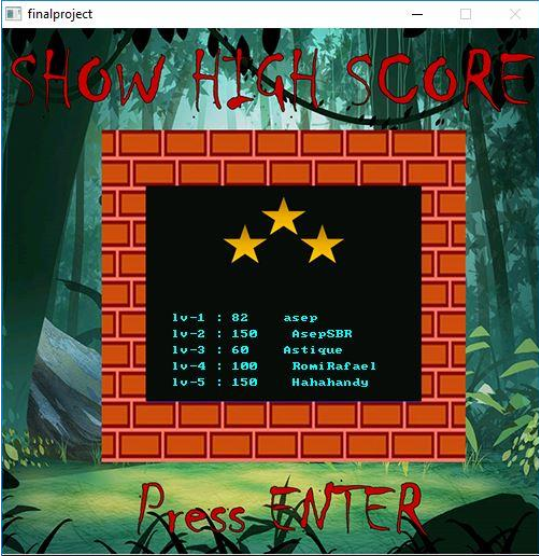 finalproject
SHOW HIGH SCORE
lv-1 : 82 asep
lv-2 : 150 AsepSBR
lv-3 : 60 Astique
lv-4 : 100 RomiRafael
lv-5 : 150 Hahahandy
Press ENTER